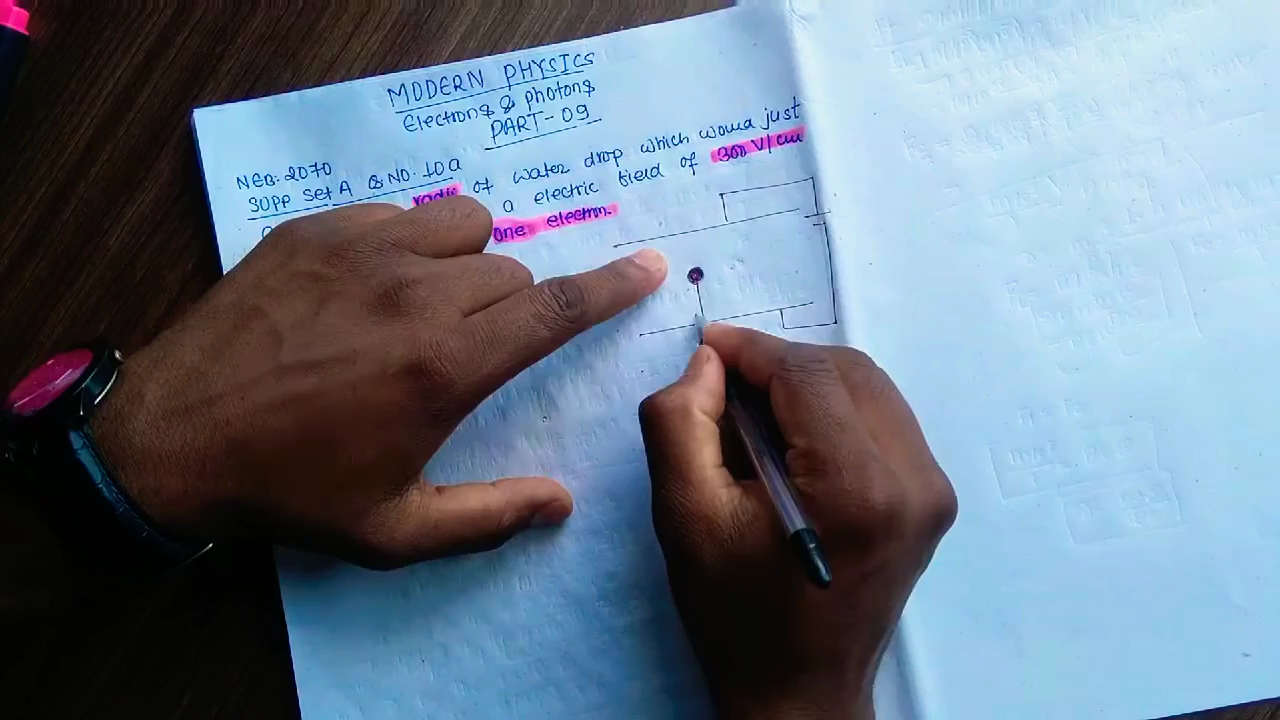 MODERN PHYSICS
Electrons & photons
PART-09
NEB:2070
SUPP Set A Q.NO. 10a
of water drop which would just
a electric field of 300 V/cm
one electron.